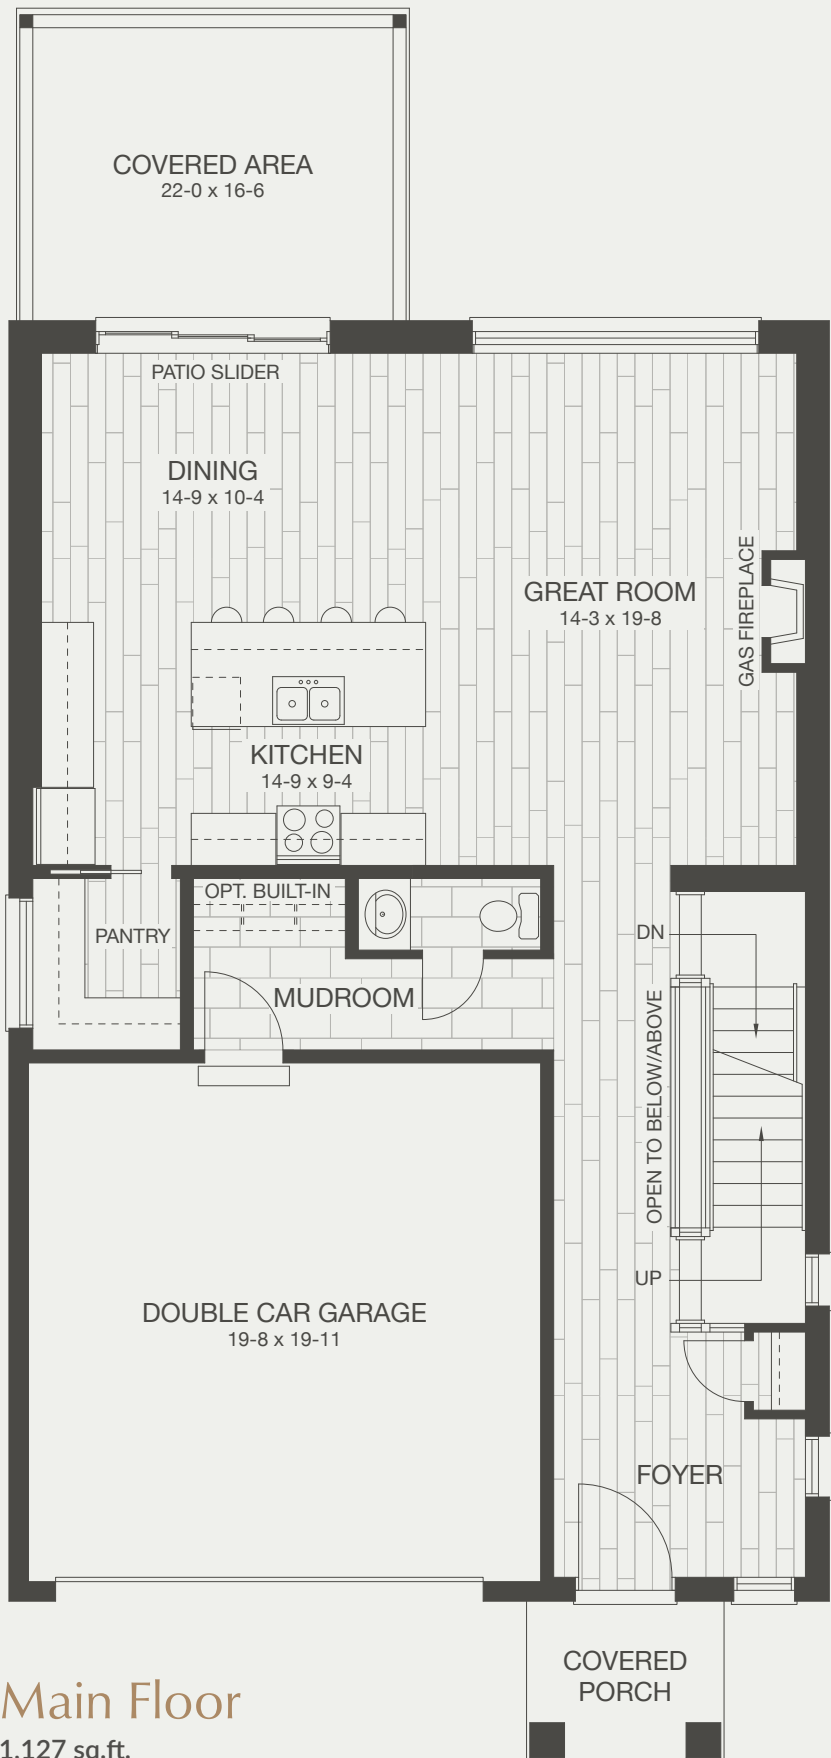 COVERED AREA
22-0 x 16-6
PATIO SLIDER
DINING
14-9 x 10-4
GREAT ROOM
14-3 x 19-8
GAS FIREPLACE
KITCHEN
14-9 x 9-4
OPT. BUILT-IN
PANTRY
MUDROOM
DN
OPEN TO BELOW/ABOVE
UP
DOUBLE CAR GARAGE
19-8 x 19-11
FOYER
COVERED
PORCH
Main Floor
1,127 sq.ft.